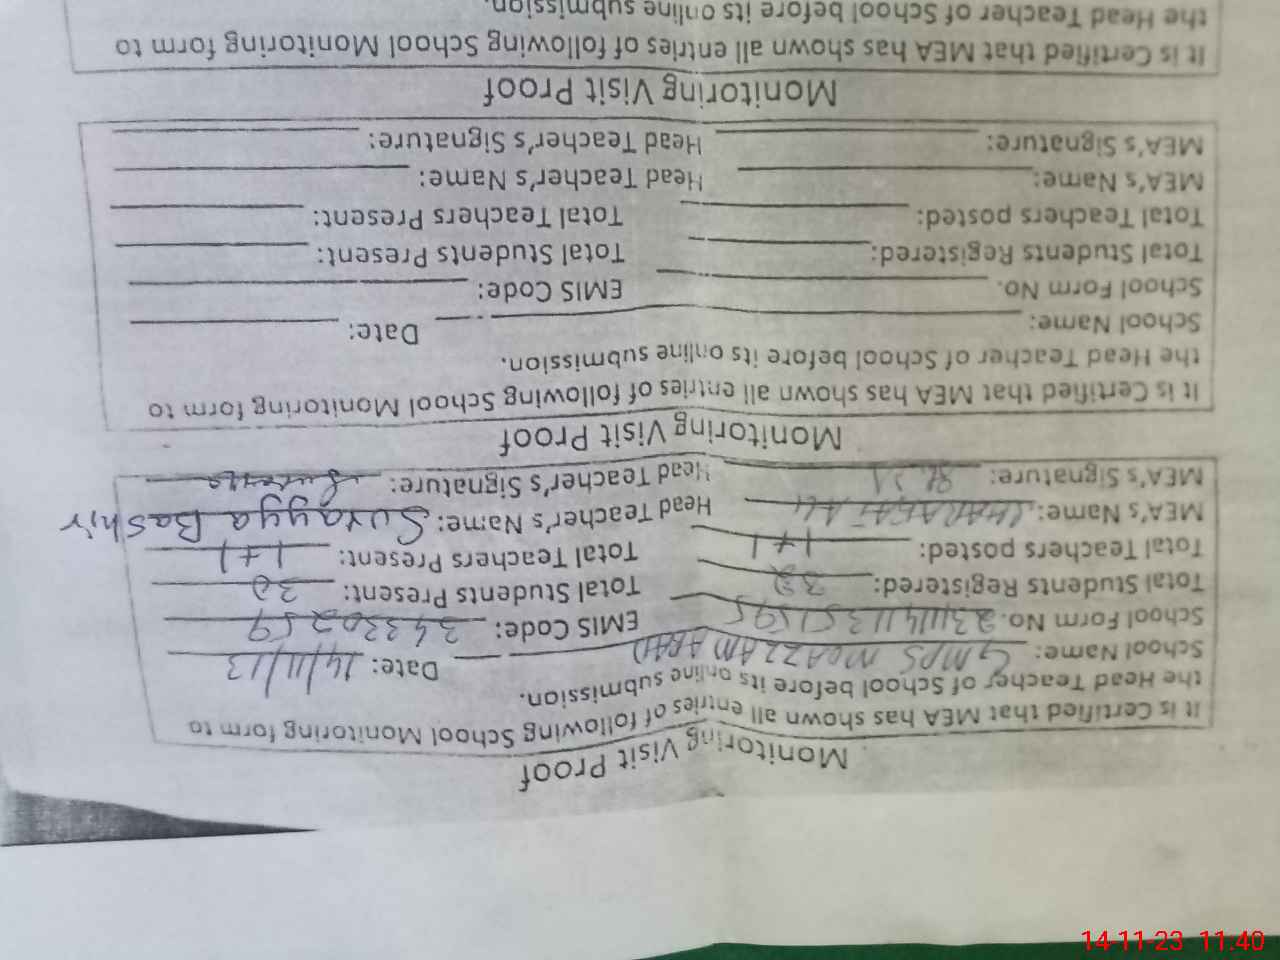 Monitoring Visit Proof
It is Certified that MEA has shown all entries of following School Monitoring form to
the Head Teacher of School before its online submission.
School Name: GMPS MOAZZAM ABAD Date: 14/11/13
School Form No. EMIS Code: 34330259
Total Students Registered: Total Students Present: 30
Total Teachers posted: 1+1 Total Teachers Present: 1+1
MEA's Name: Head Teacher's Name: Surayya Bashir
MEA's Signature: Head Teacher's Signature:
Monitoring Visit Proof
It is Certified that MEA has shown all entries of following School Monitoring form to
the Head Teacher of School before its online submission.
School Name: Date:
School Form No. EMIS Code:
Total Students Registered: Total Students Present:
Total Teachers posted: Total Teachers Present:
MEA's Name: Head Teacher's Name:
MEA's Signature: Head Teacher's Signature:
Monitoring Visit Proof
It is Certified that MEA has shown all entries of following School Monitoring form to
the Head Teacher of School before its online submission.
14-11-23 11:40